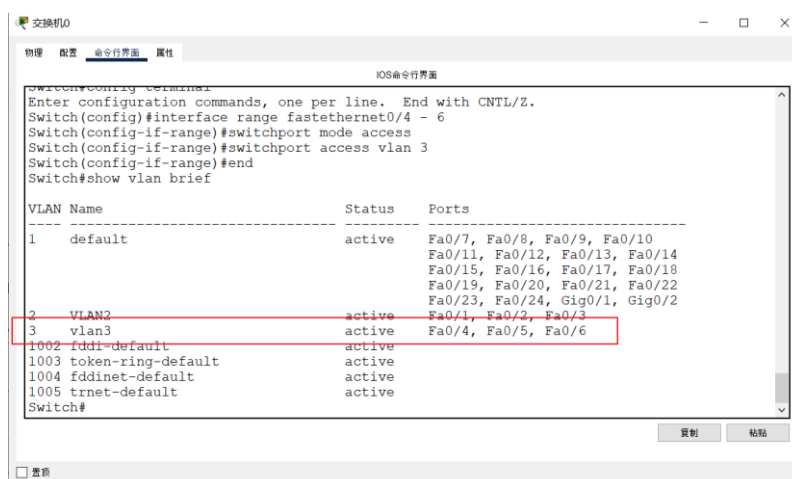 交换机0
物理 配置 命令行界面 属性
IOS命令行界面
Switch#config terminal
Enter configuration commands, one per line. End with CNTL/Z.
Switch(config)#interface range fastethernet0/4 - 6
Switch(config-if-range)#switchport mode access
Switch(config-if-range)#switchport access vlan 3
Switch(config-if-range)#end
Switch#show vlan brief
VLAN Name Status Ports
---- -------------------------------- --------- -------------------------------
1 default active Fa0/7, Fa0/8, Fa0/9, Fa0/10
Fa0/11, Fa0/12, Fa0/13, Fa0/14
Fa0/15, Fa0/16, Fa0/17, Fa0/18
Fa0/19, Fa0/20, Fa0/21, Fa0/22
Fa0/23, Fa0/24, Gig0/1, Gig0/2
2 VLAN2 active Fa0/1, Fa0/2, Fa0/3
3 vlan3 active Fa0/4, Fa0/5, Fa0/6
1002 fddi-default active
1003 token-ring-default active
1004 fddinet-default active
1005 trnet-default active
Switch#
复制 粘贴
置顶